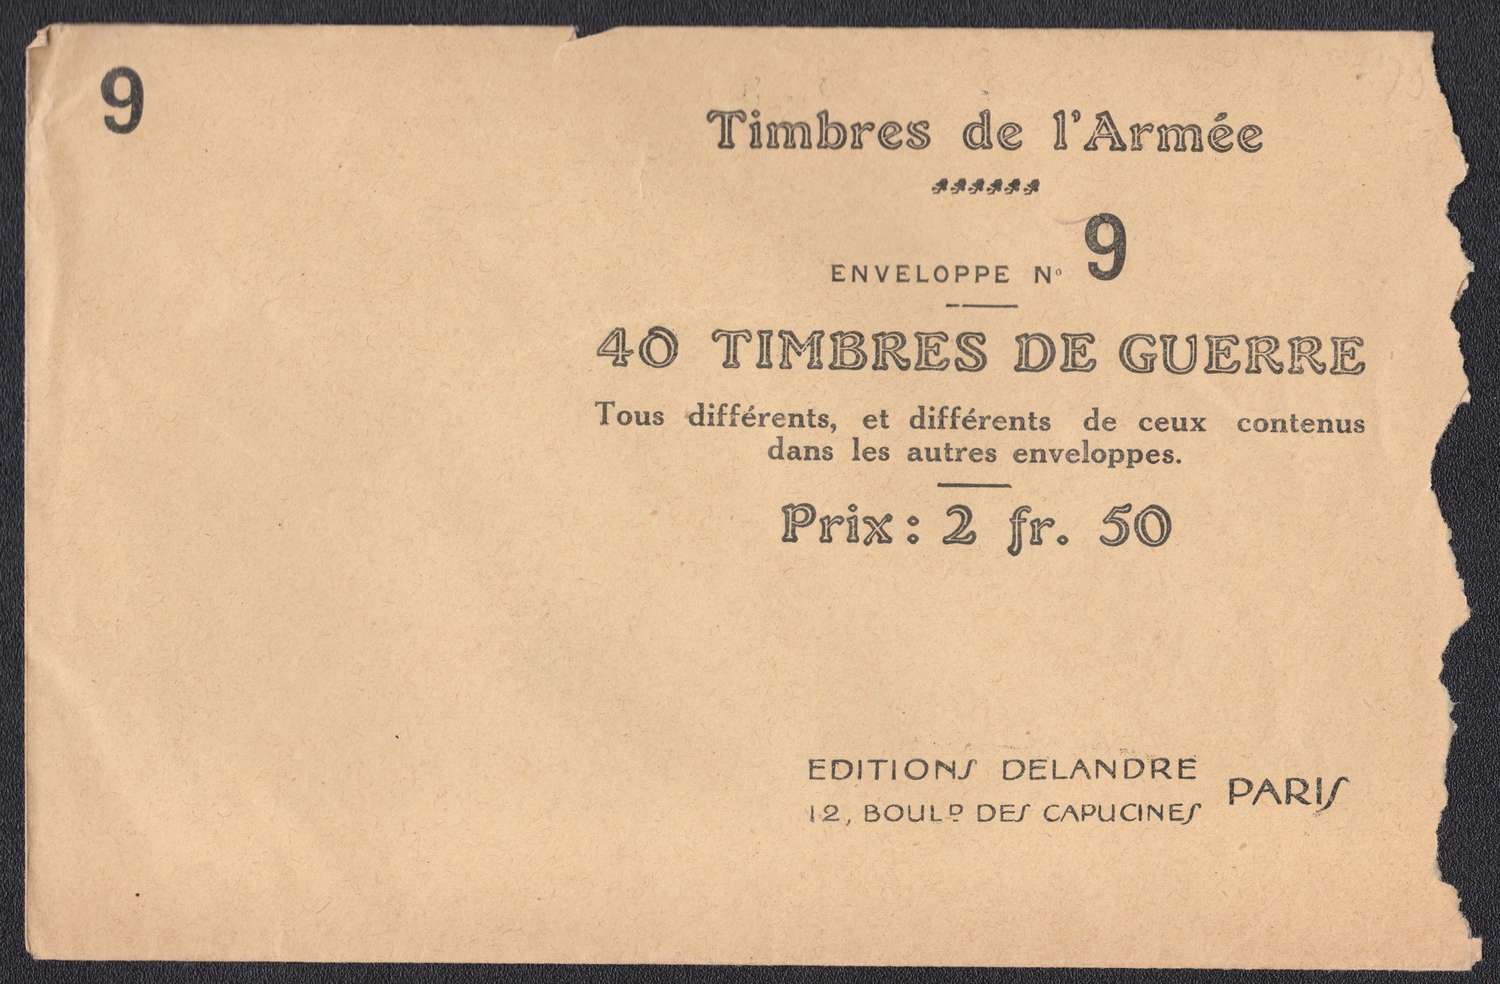 9
Timbres de l'Armée
ENVELOPPE Nº 9
40 TIMBRES DE GUERRE
Tous différents, et différents de ceux contenus
dans les autres enveloppes.
Prix : 2 fr. 50
EDITIONS DELANDRE
12, BOULD DES CAPUCINES
PARIS